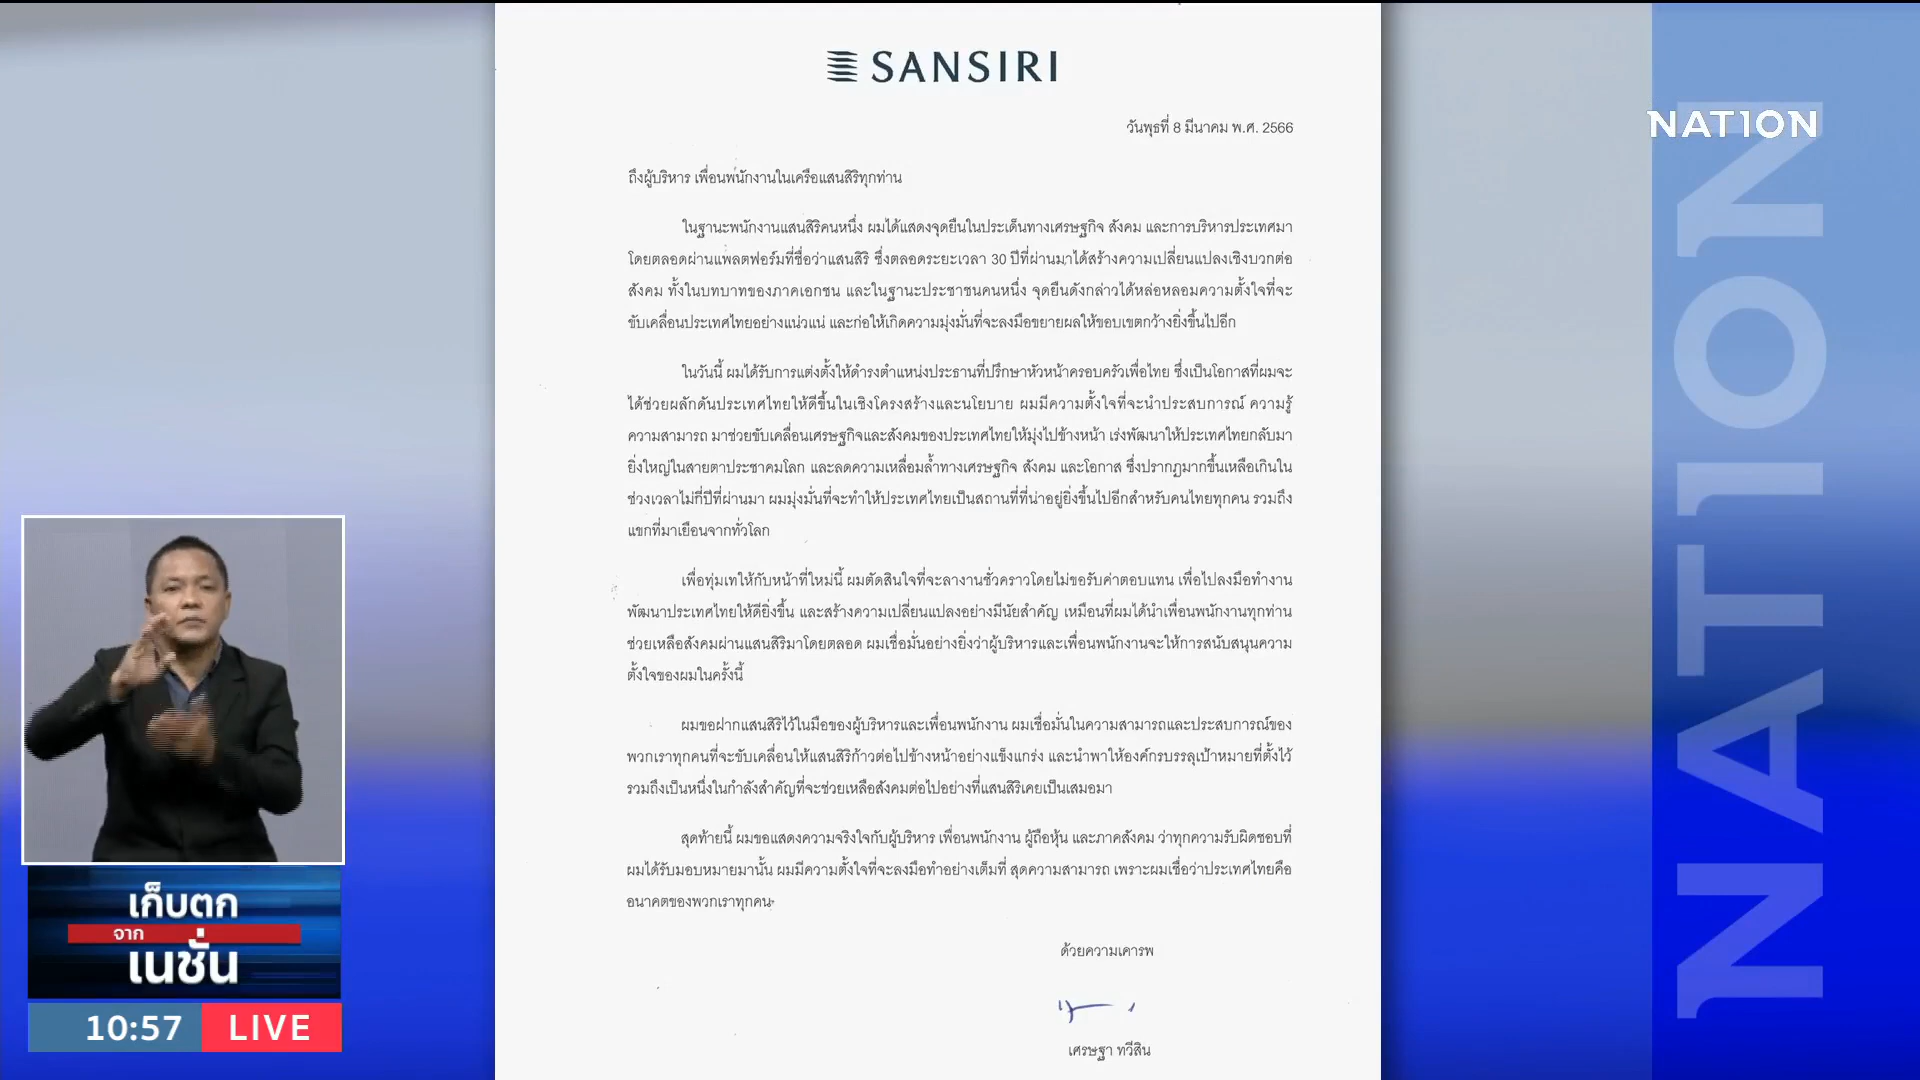 SANSIRI
วันพุธที่ 8 มีนาคม พ.ศ. 2566
ถึงผู้บริหาร เพื่อนพนักงานในเครือแสนสิริทุกท่าน
ในฐานะพนักงานแสนสิริคนหนึ่ง ผมได้แสดงจุดยืนในประเด็นทางเศรษฐกิจ สังคม และการบริหารประเทศมา
โดยตลอดผ่านแพลตฟอร์มที่ชื่อว่าแสนสิริ ซึ่งตลอดระยะเวลา 30 ปีที่ผ่านมาได้สร้างความเปลี่ยนแปลงเชิงบวกต่อ
สังคม ทั้งในบทบาทของภาคเอกชน และในฐานะประชาชนคนหนึ่ง จุดยืนดังกล่าวได้หล่อหลอมความตั้งใจที่จะ
ขับเคลื่อนประเทศไทยอย่างแน่วแน่ และก่อให้เกิดความมุ่งมั่นที่จะลงมือขยายผลให้ขอบเขตกว้างยิ่งขึ้นไปอีก
ในวันนี้ ผมได้รับการแต่งตั้งให้ดำรงตำแหน่งประธานที่ปรึกษาหัวหน้าครอบครัวเพื่อไทย ซึ่งเป็นโอกาสที่ผมจะ
ได้ช่วยผลักดันประเทศไทยให้ดีขึ้นในเชิงโครงสร้างและนโยบาย ผมมีความตั้งใจที่จะนำประสบการณ์ ความรู้
ความสามารถ มาช่วยขับเคลื่อนเศรษฐกิจและสังคมของประเทศไทยให้มุ่งไปข้างหน้า เร่งพัฒนาให้ประเทศไทยกลับมา
ยิ่งใหญ่ในสายตาประชาคมโลก และลดความเหลื่อมล้ำทางเศรษฐกิจ สังคม และโอกาส ซึ่งปรากฏมากขึ้นเหลือเกินใน
ช่วงเวลาไม่กี่ปีที่ผ่านมา ผมมุ่งมั่นที่จะทำให้ประเทศไทยเป็นสถานที่ที่น่าอยู่ยิ่งขึ้นไปอีกสำหรับคนไทยทุกคน รวมถึง
แขกที่มาเยือนจากทั่วโลก
เพื่อทุ่มเทให้กับหน้าที่ใหม่นี้ ผมตัดสินใจที่จะลางานชั่วคราวโดยไม่ขอรับค่าตอบแทน เพื่อไปลงมือทำงาน
พัฒนาประเทศไทยให้ดียิ่งขึ้น และสร้างความเปลี่ยนแปลงอย่างมีนัยสำคัญ เหมือนที่ผมได้นำเพื่อนพนักงานทุกท่าน
ช่วยเหลือสังคมผ่านแสนสิริมาโดยตลอด ผมเชื่อมั่นอย่างยิ่งว่าผู้บริหารและเพื่อนพนักงานจะให้การสนับสนุนความ
ตั้งใจของผมในครั้งนี้
ผมขอฝากแสนสิริไว้ในมือของผู้บริหารและเพื่อนพนักงาน ผมเชื่อมั่นในความสามารถและประสบการณ์ของ
พวกเราทุกคนที่จะขับเคลื่อนให้แสนสิริก้าวต่อไปข้างหน้าอย่างแข็งแกร่ง และนำพาให้องค์กรบรรลุเป้าหมายที่ตั้งไว้
รวมถึงเป็นหนึ่งในกำลังสำคัญที่จะช่วยเหลือสังคมต่อไปอย่างที่แสนสิริเคยเป็นเสมอมา
สุดท้ายนี้ ผมขอแสดงความจริงใจกับผู้บริหาร เพื่อนพนักงาน ผู้ถือหุ้น และภาคสังคม ว่าทุกความรับผิดชอบที่
ผมได้รับมอบหมายมานั้น ผมมีความตั้งใจที่จะลงมือทำอย่างเต็มที่ สุดความสามารถ เพราะผมเชื่อว่าประเทศไทยคือ
อนาคตของพวกเราทุกคน
ด้วยความเคารพ
เศรษฐา ทวีสิน
NATION
NATION
เก็บตก
จาก
เนชั่น
10:57 LIVE